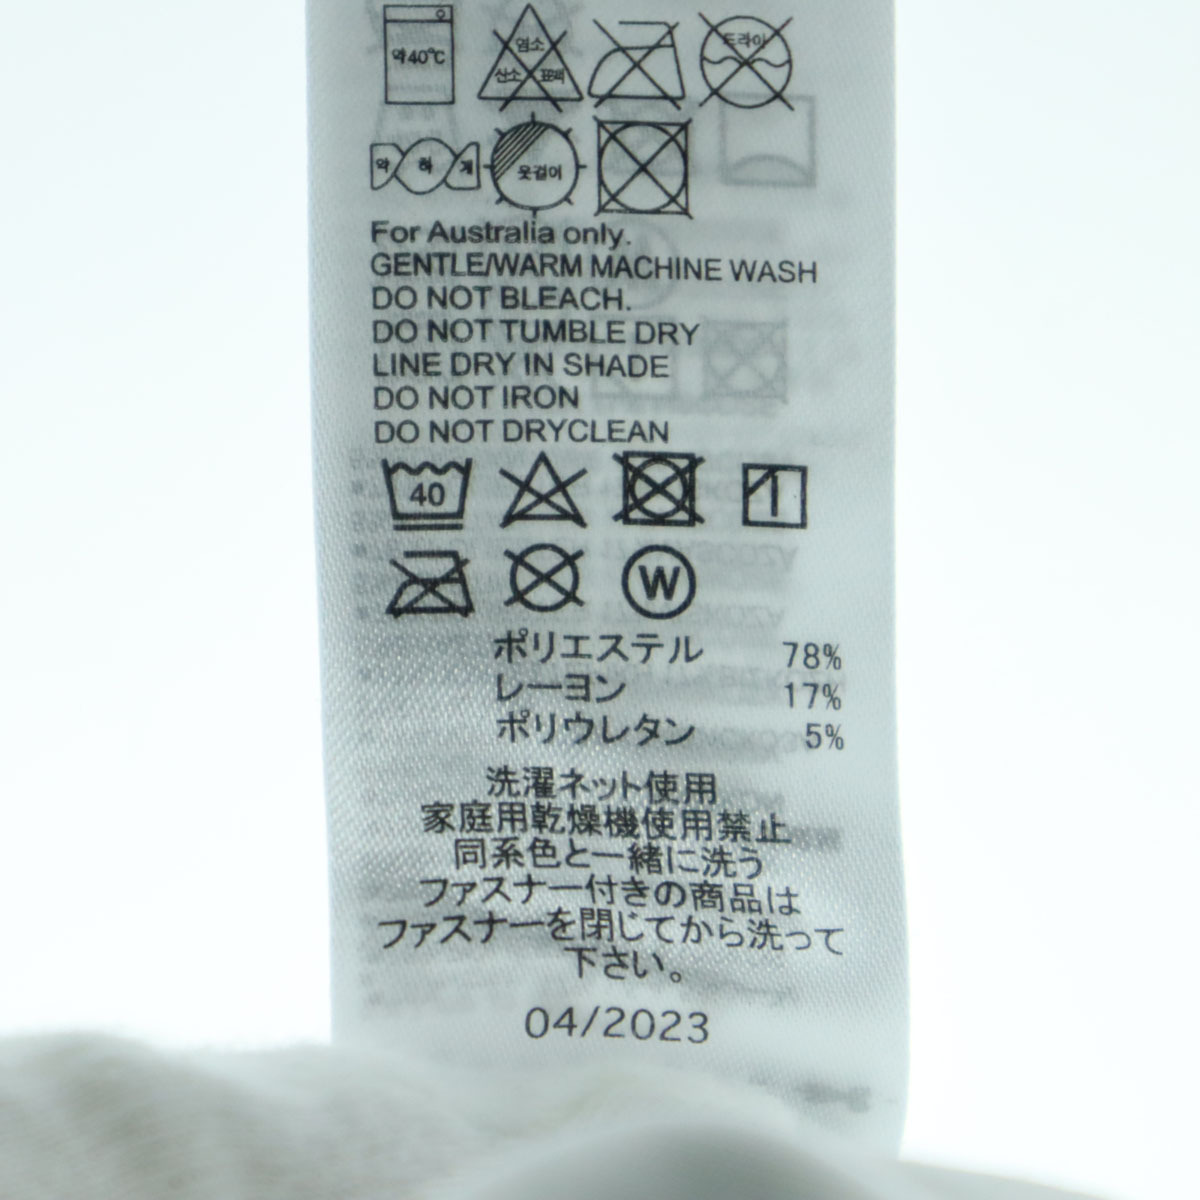 약40℃ 염소 드라이
산소 표백
약 하 게 옷걸이
For Australia only.
GENTLE/WARM MACHINE WASH
DO NOT BLEACH.
DO NOT TUMBLE DRY
LINE DRY IN SHADE
DO NOT IRON
DO NOT DRYCLEAN
40
W
ポリエステル 78%
レーヨン 17%
ポリウレタン 5%
洗濯ネット使用
家庭用乾燥機使用禁止
同系色と一緒に洗う
ファスナー付きの商品は
ファスナーを閉じてから洗って
下さい。
04/2023